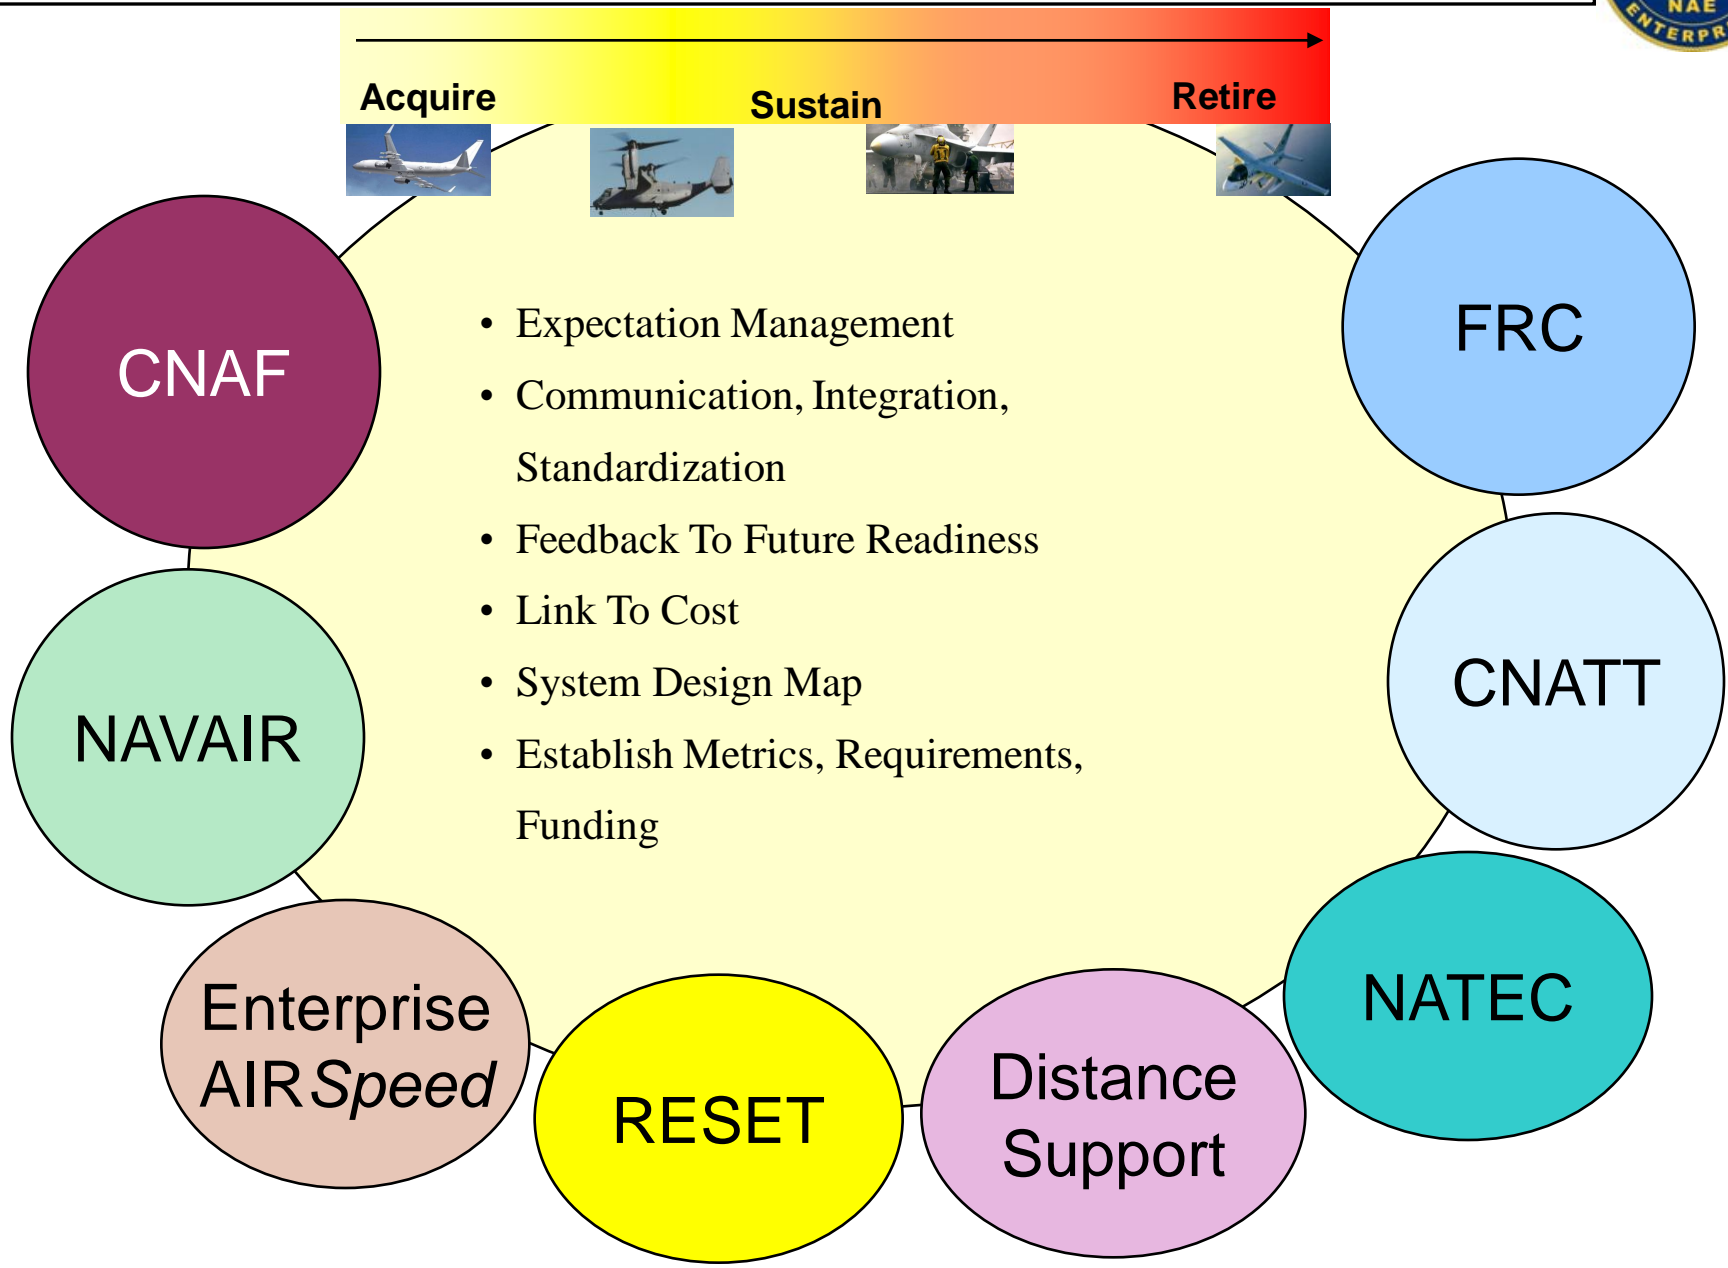 NAE
Acquire
Sustain
Retire
CNAF
FRC
• Expectation Management
• Communication, Integration,
Standardization
• Feedback To Future Readiness
• Link To Cost
• System Design Map
• Establish Metrics, Requirements,
Funding
NAVAIR
CNATT
Enterprise
AIRSpeed
RESET
Distance
Support
NATEC